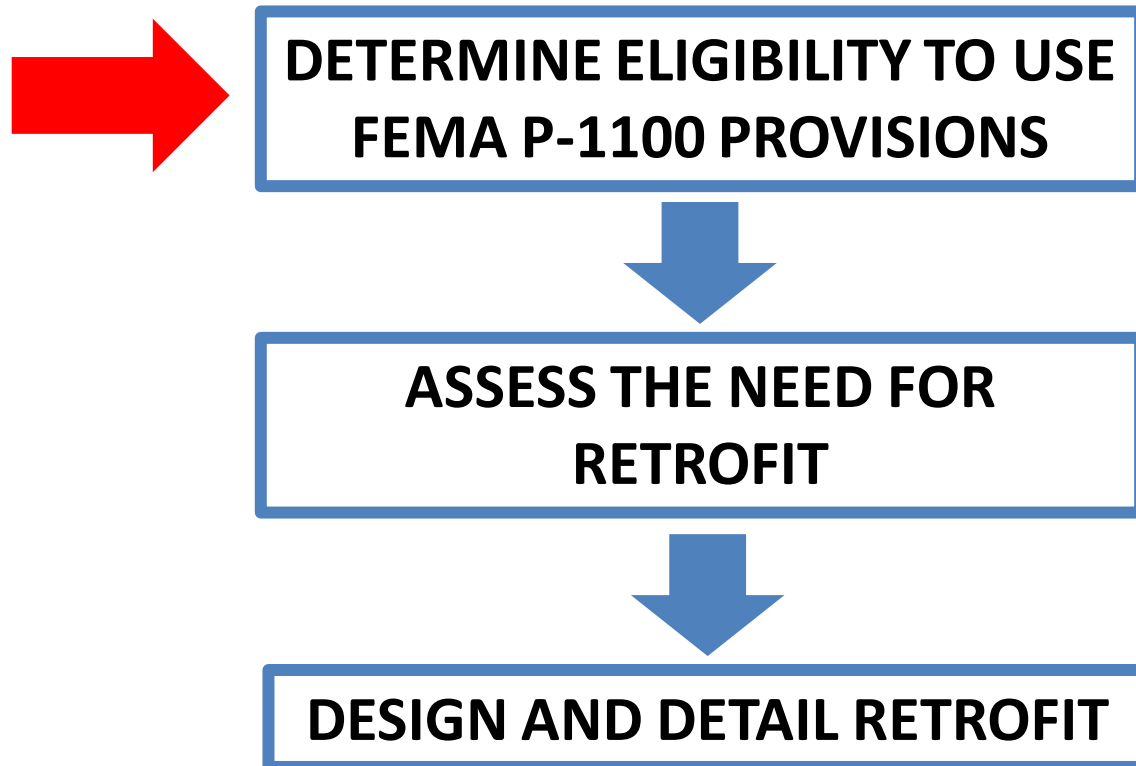 DETERMINE ELIGIBILITY TO USE
FEMA P-1100 PROVISIONS
ASSESS THE NEED FOR
RETROFIT
DESIGN AND DETAIL RETROFIT